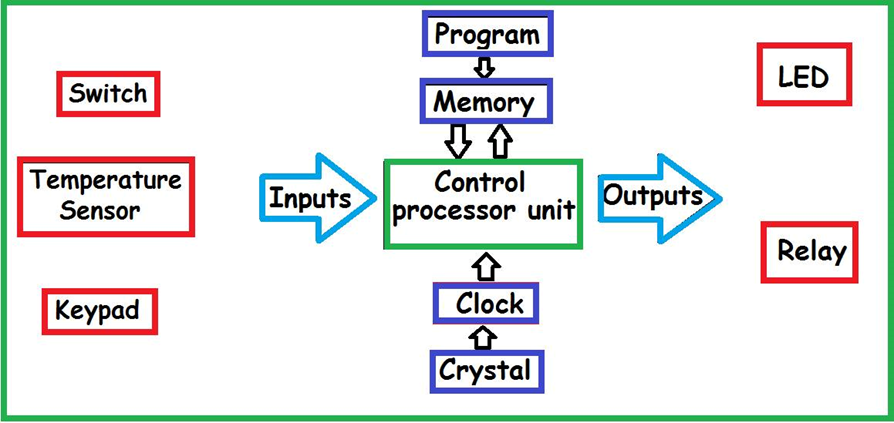 Program
Switch
Memory
LED
Temperature
Sensor
Inputs
Control
processor unit
Outputs
Relay
Keypad
Clock
Crystal